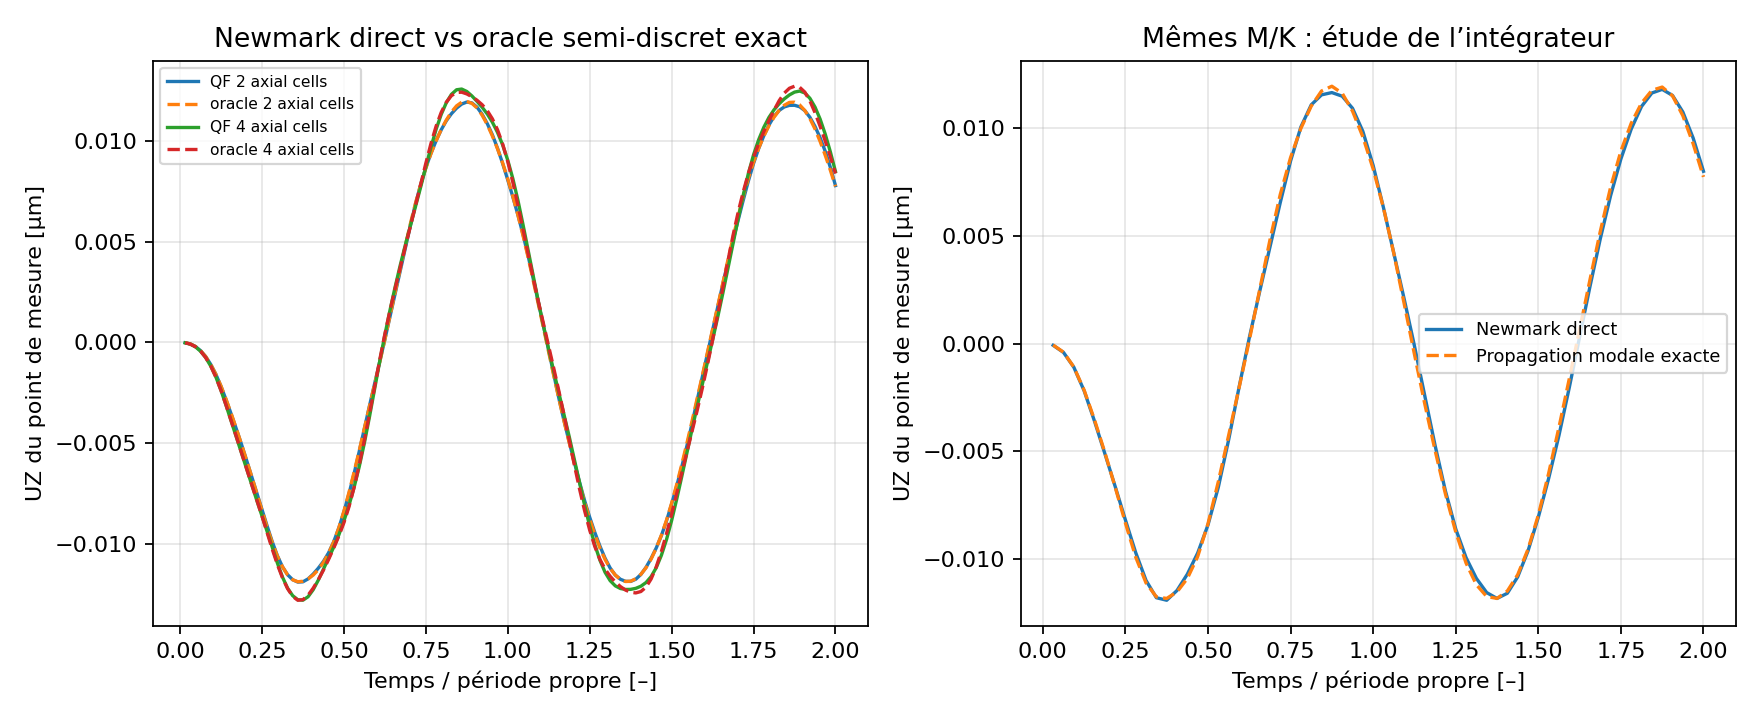 Newmark direct vs oracle semi-discret exact
QF 2 axial cells
oracle 2 axial cells
QF 4 axial cells
oracle 4 axial cells
0.010
0.005
0.000
−0.005
−0.010
UZ du point de mesure [µm]
0.00 0.25 0.50 0.75 1.00 1.25 1.50 1.75 2.00
Temps / période propre [–]
Mêmes M/K : étude de l’intégrateur
Newmark direct
Propagation modale exacte
0.010
0.005
0.000
−0.005
−0.010
UZ du point de mesure [µm]
0.00 0.25 0.50 0.75 1.00 1.25 1.50 1.75 2.00
Temps / période propre [–]